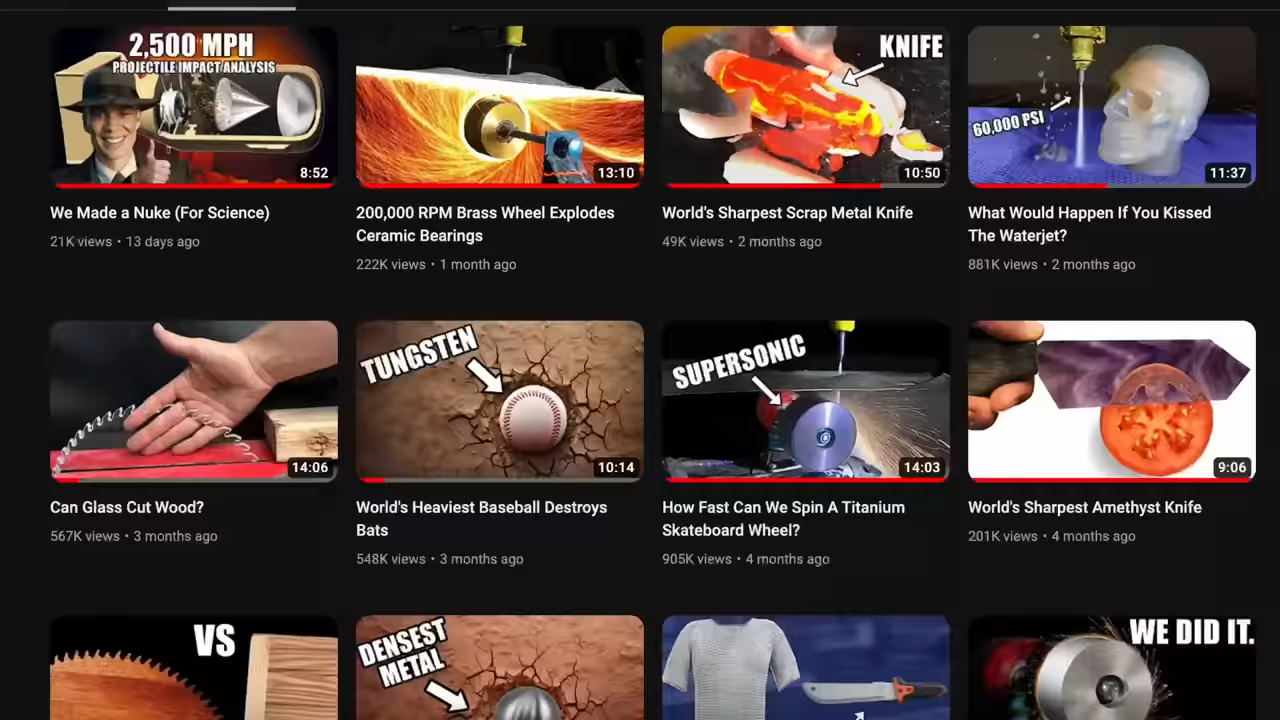 2,500 MPH
PROJECTILE IMPACT ANALYSIS
8:52
We Made a Nuke (For Science)
21K views • 13 days ago
13:10
200,000 RPM Brass Wheel Explodes
Ceramic Bearings
222K views • 1 month ago
KNIFE
10:50
World's Sharpest Scrap Metal Knife
49K views • 2 months ago
60,000 PSI
11:37
What Would Happen If You Kissed
The Waterjet?
881K views • 2 months ago
14:06
Can Glass Cut Wood?
567K views • 3 months ago
TUNGSTEN
10:14
World's Heaviest Baseball Destroys
Bats
548K views • 3 months ago
SUPERSONIC
14:03
How Fast Can We Spin A Titanium
Skateboard Wheel?
905K views • 4 months ago
9:06
World's Sharpest Amethyst Knife
201K views • 4 months ago
VS
DENSEST
METAL
WE DID IT.